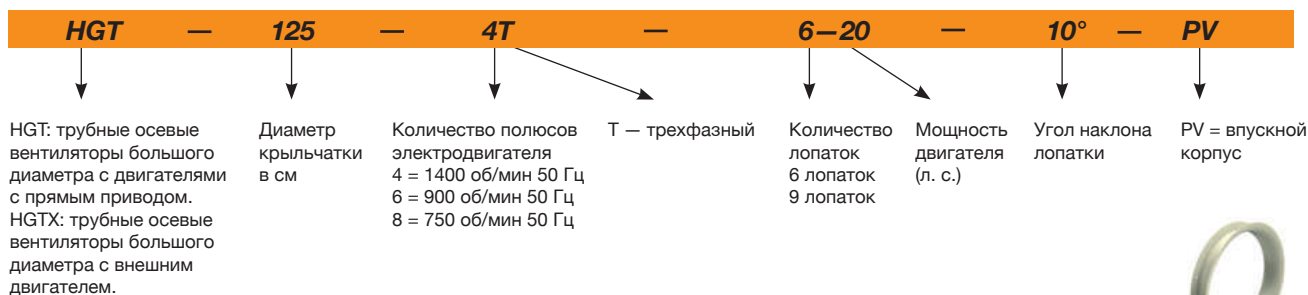 HGT — 125 — 4T — 6—20 — 10° — PV
HGT: трубные осевые
вентиляторы большого
диаметра с двигателями
с прямым приводом.
HGTX: трубные осевые
вентиляторы большого
диаметра с внешним
двигателем.
Диаметр
крыльчатки
в см
Количество полюсов
электродвигателя
4 = 1400 об/мин 50 Гц
6 = 900 об/мин 50 Гц
8 = 750 об/мин 50 Гц
Т — трехфазный
Количество
лопаток
6 лопаток
9 лопаток
Мощность
двигателя
(л. с.)
Угол наклона
лопатки
PV = впускной
корпус